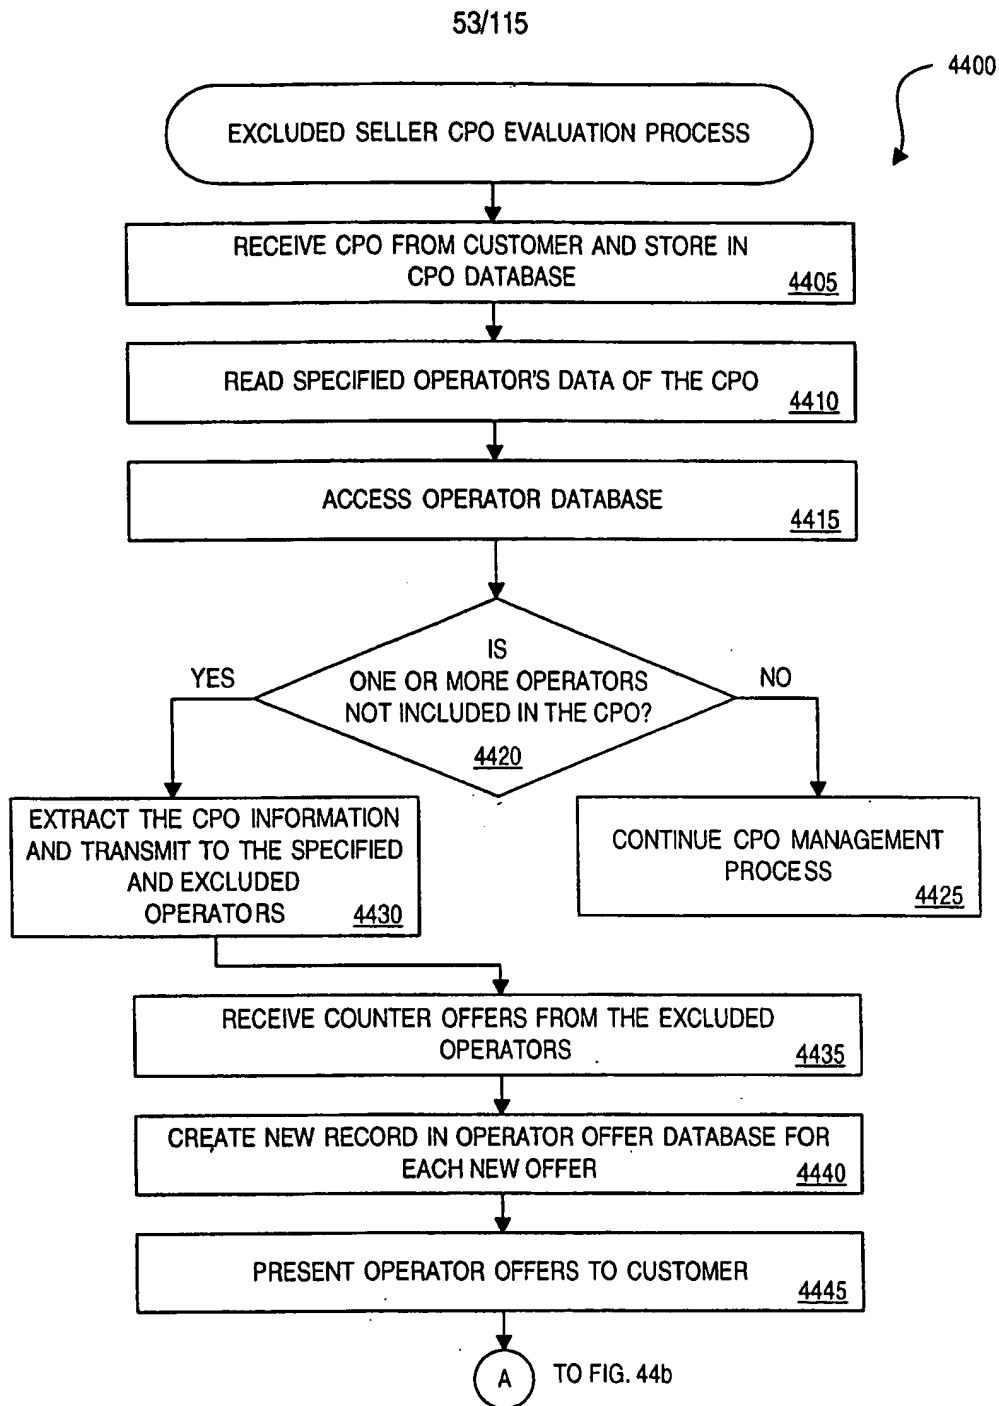 53/115
4400
EXCLUDED SELLER CPO EVALUATION PROCESS
RECEIVE CPO FROM CUSTOMER AND STORE IN
CPO DATABASE
4405
READ SPECIFIED OPERATOR'S DATA OF THE CPO
4410
ACCESS OPERATOR DATABASE
4415
IS
ONE OR MORE OPERATORS
NOT INCLUDED IN THE CPO?
4420
YES
NO
EXTRACT THE CPO INFORMATION
AND TRANSMIT TO THE SPECIFIED
AND EXCLUDED
OPERATORS
4430
CONTINUE CPO MANAGEMENT
PROCESS
4425
RECEIVE COUNTER OFFERS FROM THE EXCLUDED
OPERATORS
4435
CREATE NEW RECORD IN OPERATOR OFFER DATABASE FOR
EACH NEW OFFER
4440
PRESENT OPERATOR OFFERS TO CUSTOMER
4445
A
TO FIG. 44b